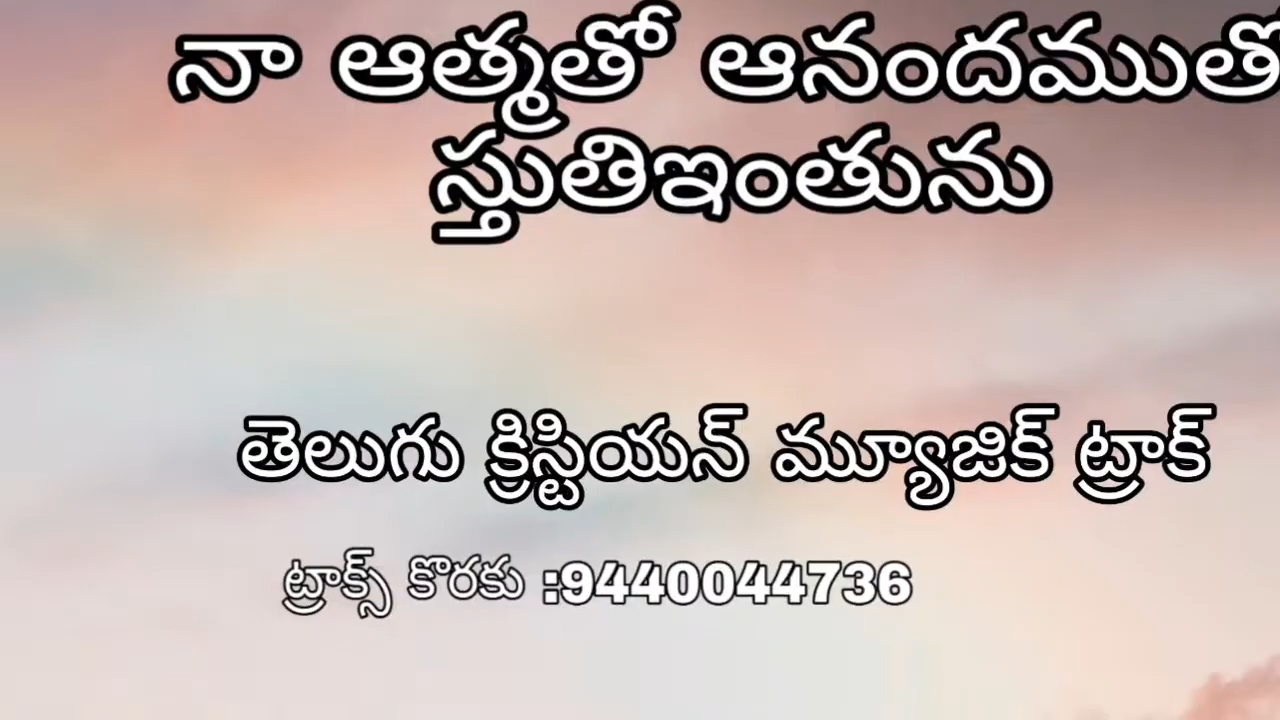 నా ఆత్మతో ఆనందముతో
స్తుతిఇంతును
తెలుగు క్రిస్టియన్ మ్యూజిక్ ట్రాక్
ట్రాక్స్ కొరకు :9440044736